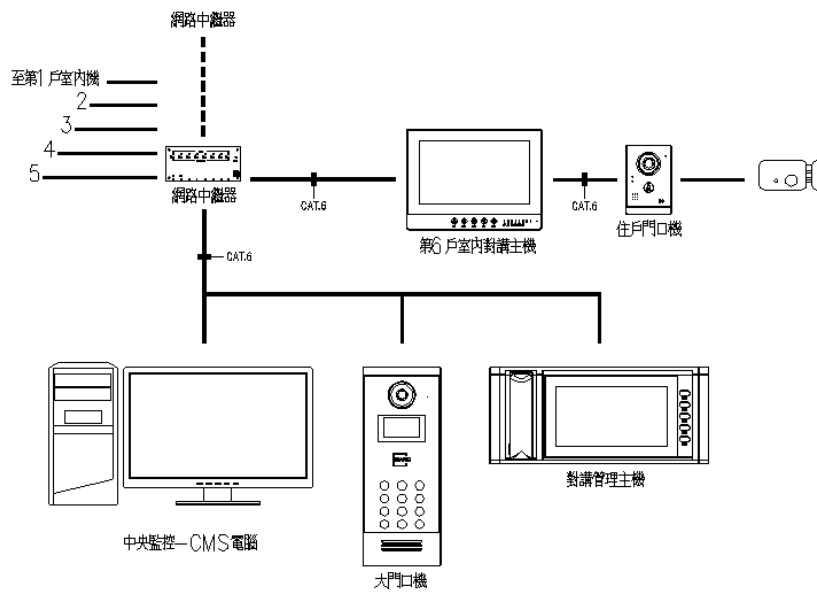 網路中繼器
至第1戶室內機
2
3
4
5
網路中繼器
CAT.6
第6戶室內對講主機
CAT.6
住戶門口機
CAT.6
中央監控—CMS電腦
大門口機
對講管理主機